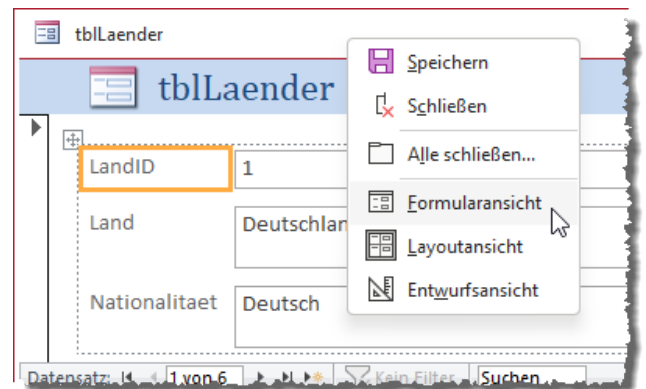 tblLaender
tblLaender
Speichern
Schließen
Alle schließen...
Formularansicht
Layoutansicht
Entwurfsansicht
LandID 1
Land Deutschlan
Nationalitaet Deutsch
Datensatz: 1 von 6 Kein Filter Suchen